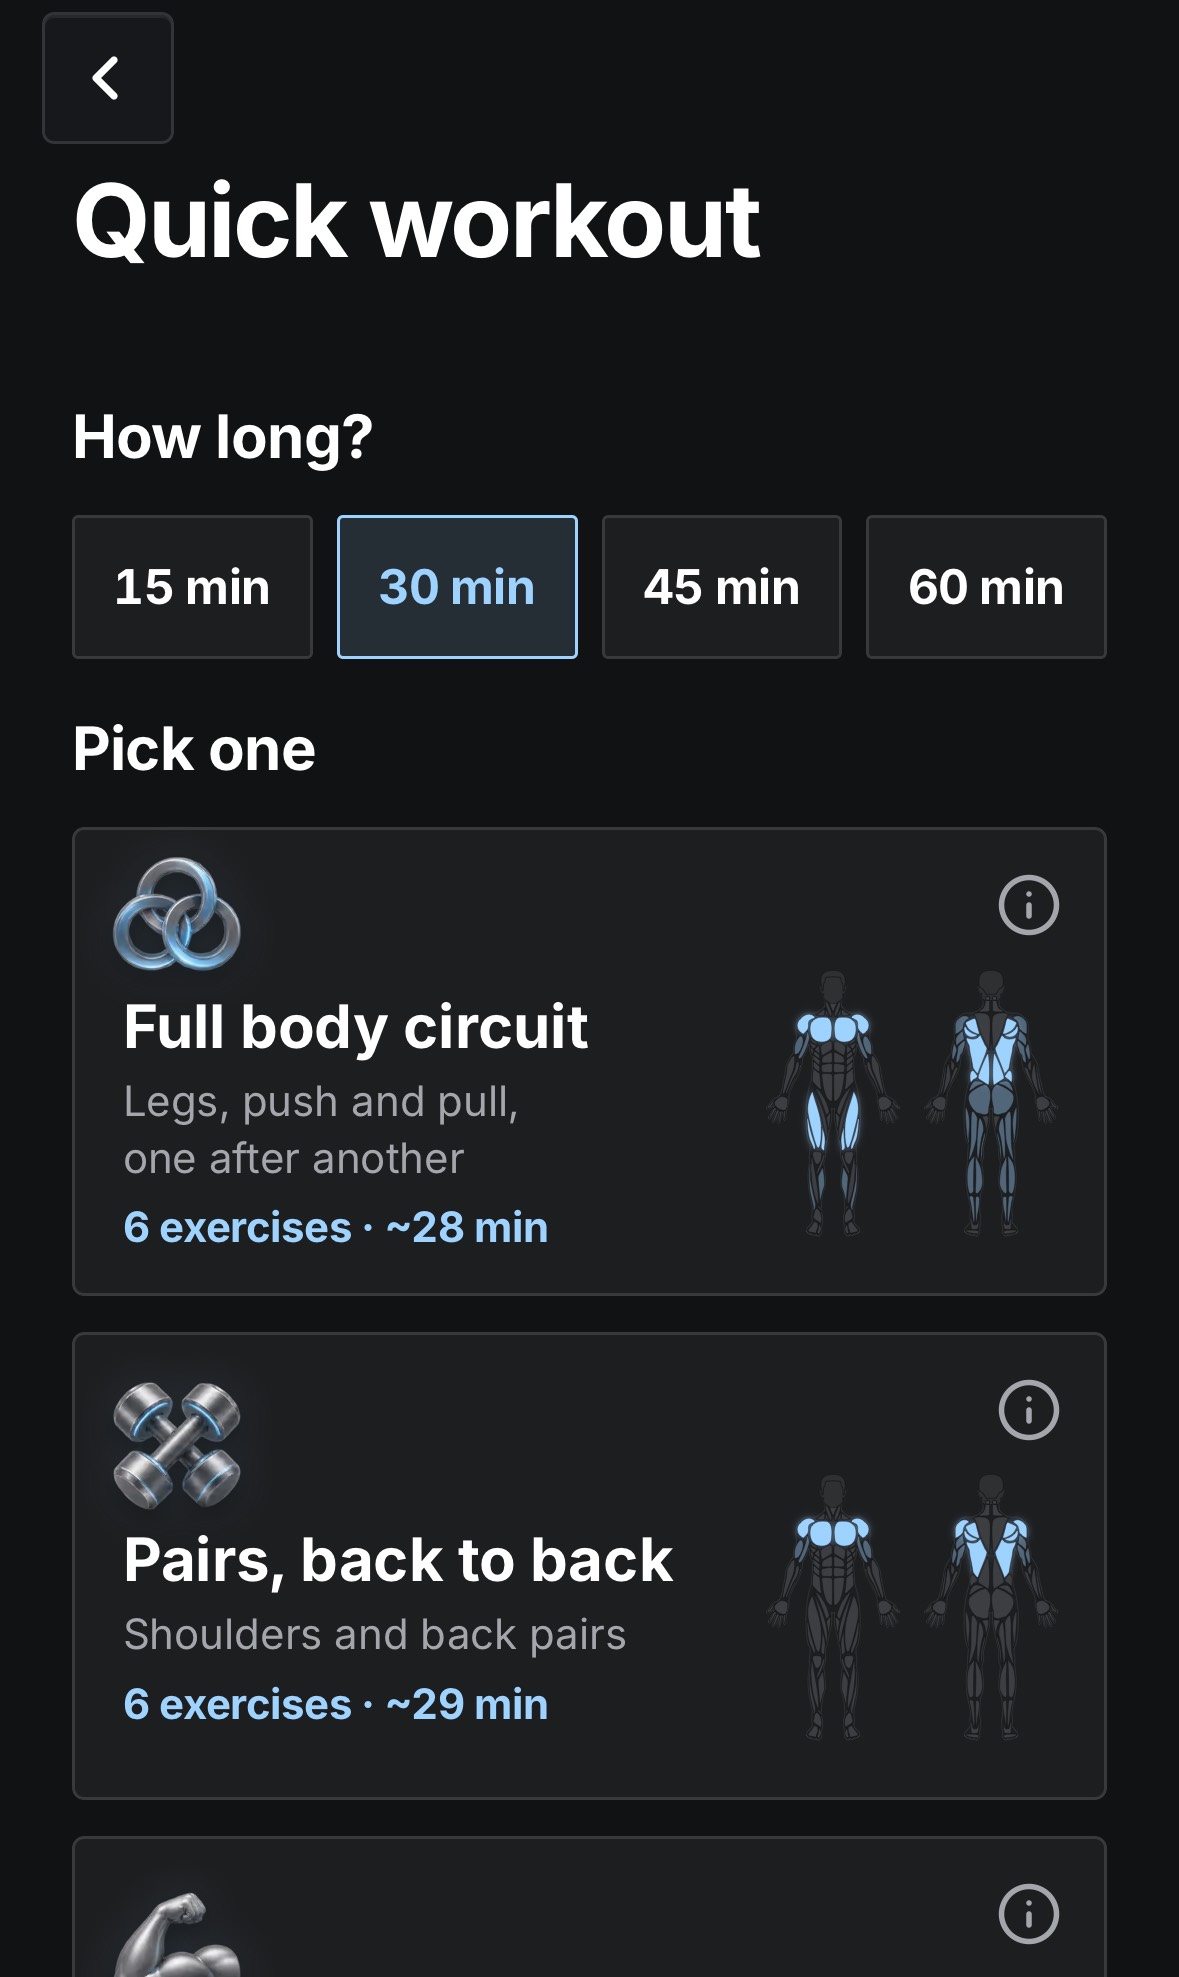 Quick workout
How long?
15 min
30 min
45 min
60 min
Pick one
Full body circuit
Legs, push and pull,
one after another
6 exercises · ~28 min
Pairs, back to back
Shoulders and back pairs
6 exercises · ~29 min